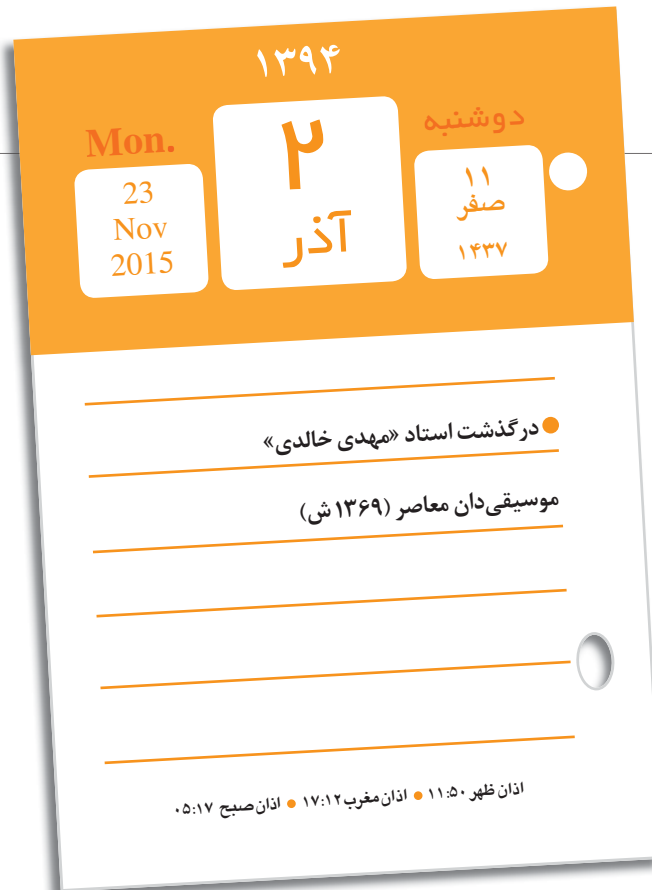 ۱۳۹۴
دوشنبه
۱۱
صفر
۱۴۳۷
۲
آذر
Mon.
23
Nov
2015
درگذشت استاد «مهدی خالدی»
موسیقی‌دان معاصر (۱۳۶۹ ش)
اذان ظهر ۱۱:۵۰ ● اذان مغرب ۱۷:۱۲ ● اذان صبح ۰۵:۱۷